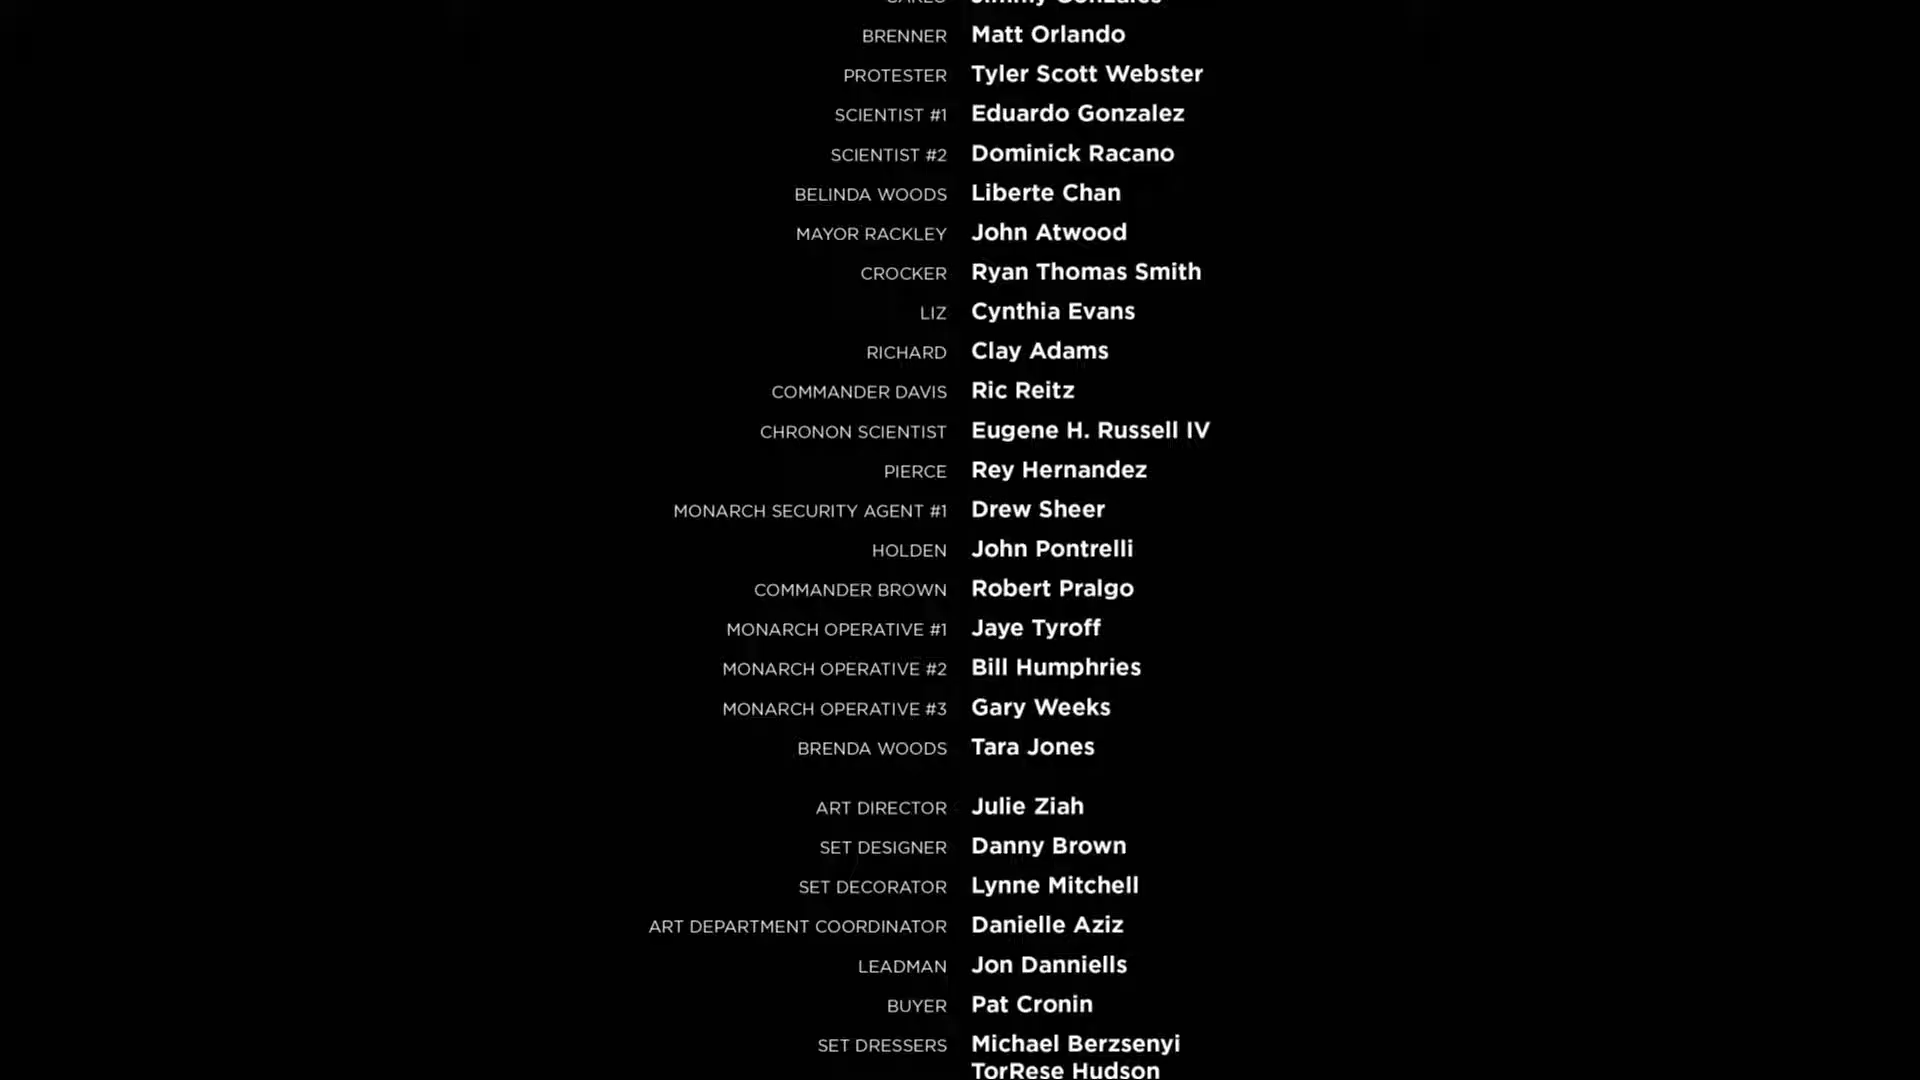 CARLO Jimmy Gonzales
BRENNER Matt Orlando
PROTESTER Tyler Scott Webster
SCIENTIST #1 Eduardo Gonzalez
SCIENTIST #2 Dominick Racano
BELINDA WOODS Liberte Chan
MAYOR RACKLEY John Atwood
CROCKER Ryan Thomas Smith
LIZ Cynthia Evans
RICHARD Clay Adams
COMMANDER DAVIS Ric Reitz
CHRONON SCIENTIST Eugene H. Russell IV
PIERCE Rey Hernandez
MONARCH SECURITY AGENT #1 Drew Sheer
HOLDEN John Pontrelli
COMMANDER BROWN Robert Pralgo
MONARCH OPERATIVE #1 Jaye Tyroff
MONARCH OPERATIVE #2 Bill Humphries
MONARCH OPERATIVE #3 Gary Weeks
BRENDA WOODS Tara Jones
ART DIRECTOR Julie Ziah
SET DESIGNER Danny Brown
SET DECORATOR Lynne Mitchell
ART DEPARTMENT COORDINATOR Danielle Aziz
LEADMAN Jon Danniells
BUYER Pat Cronin
SET DRESSERS Michael Berzsenyi
TorRese Hudson